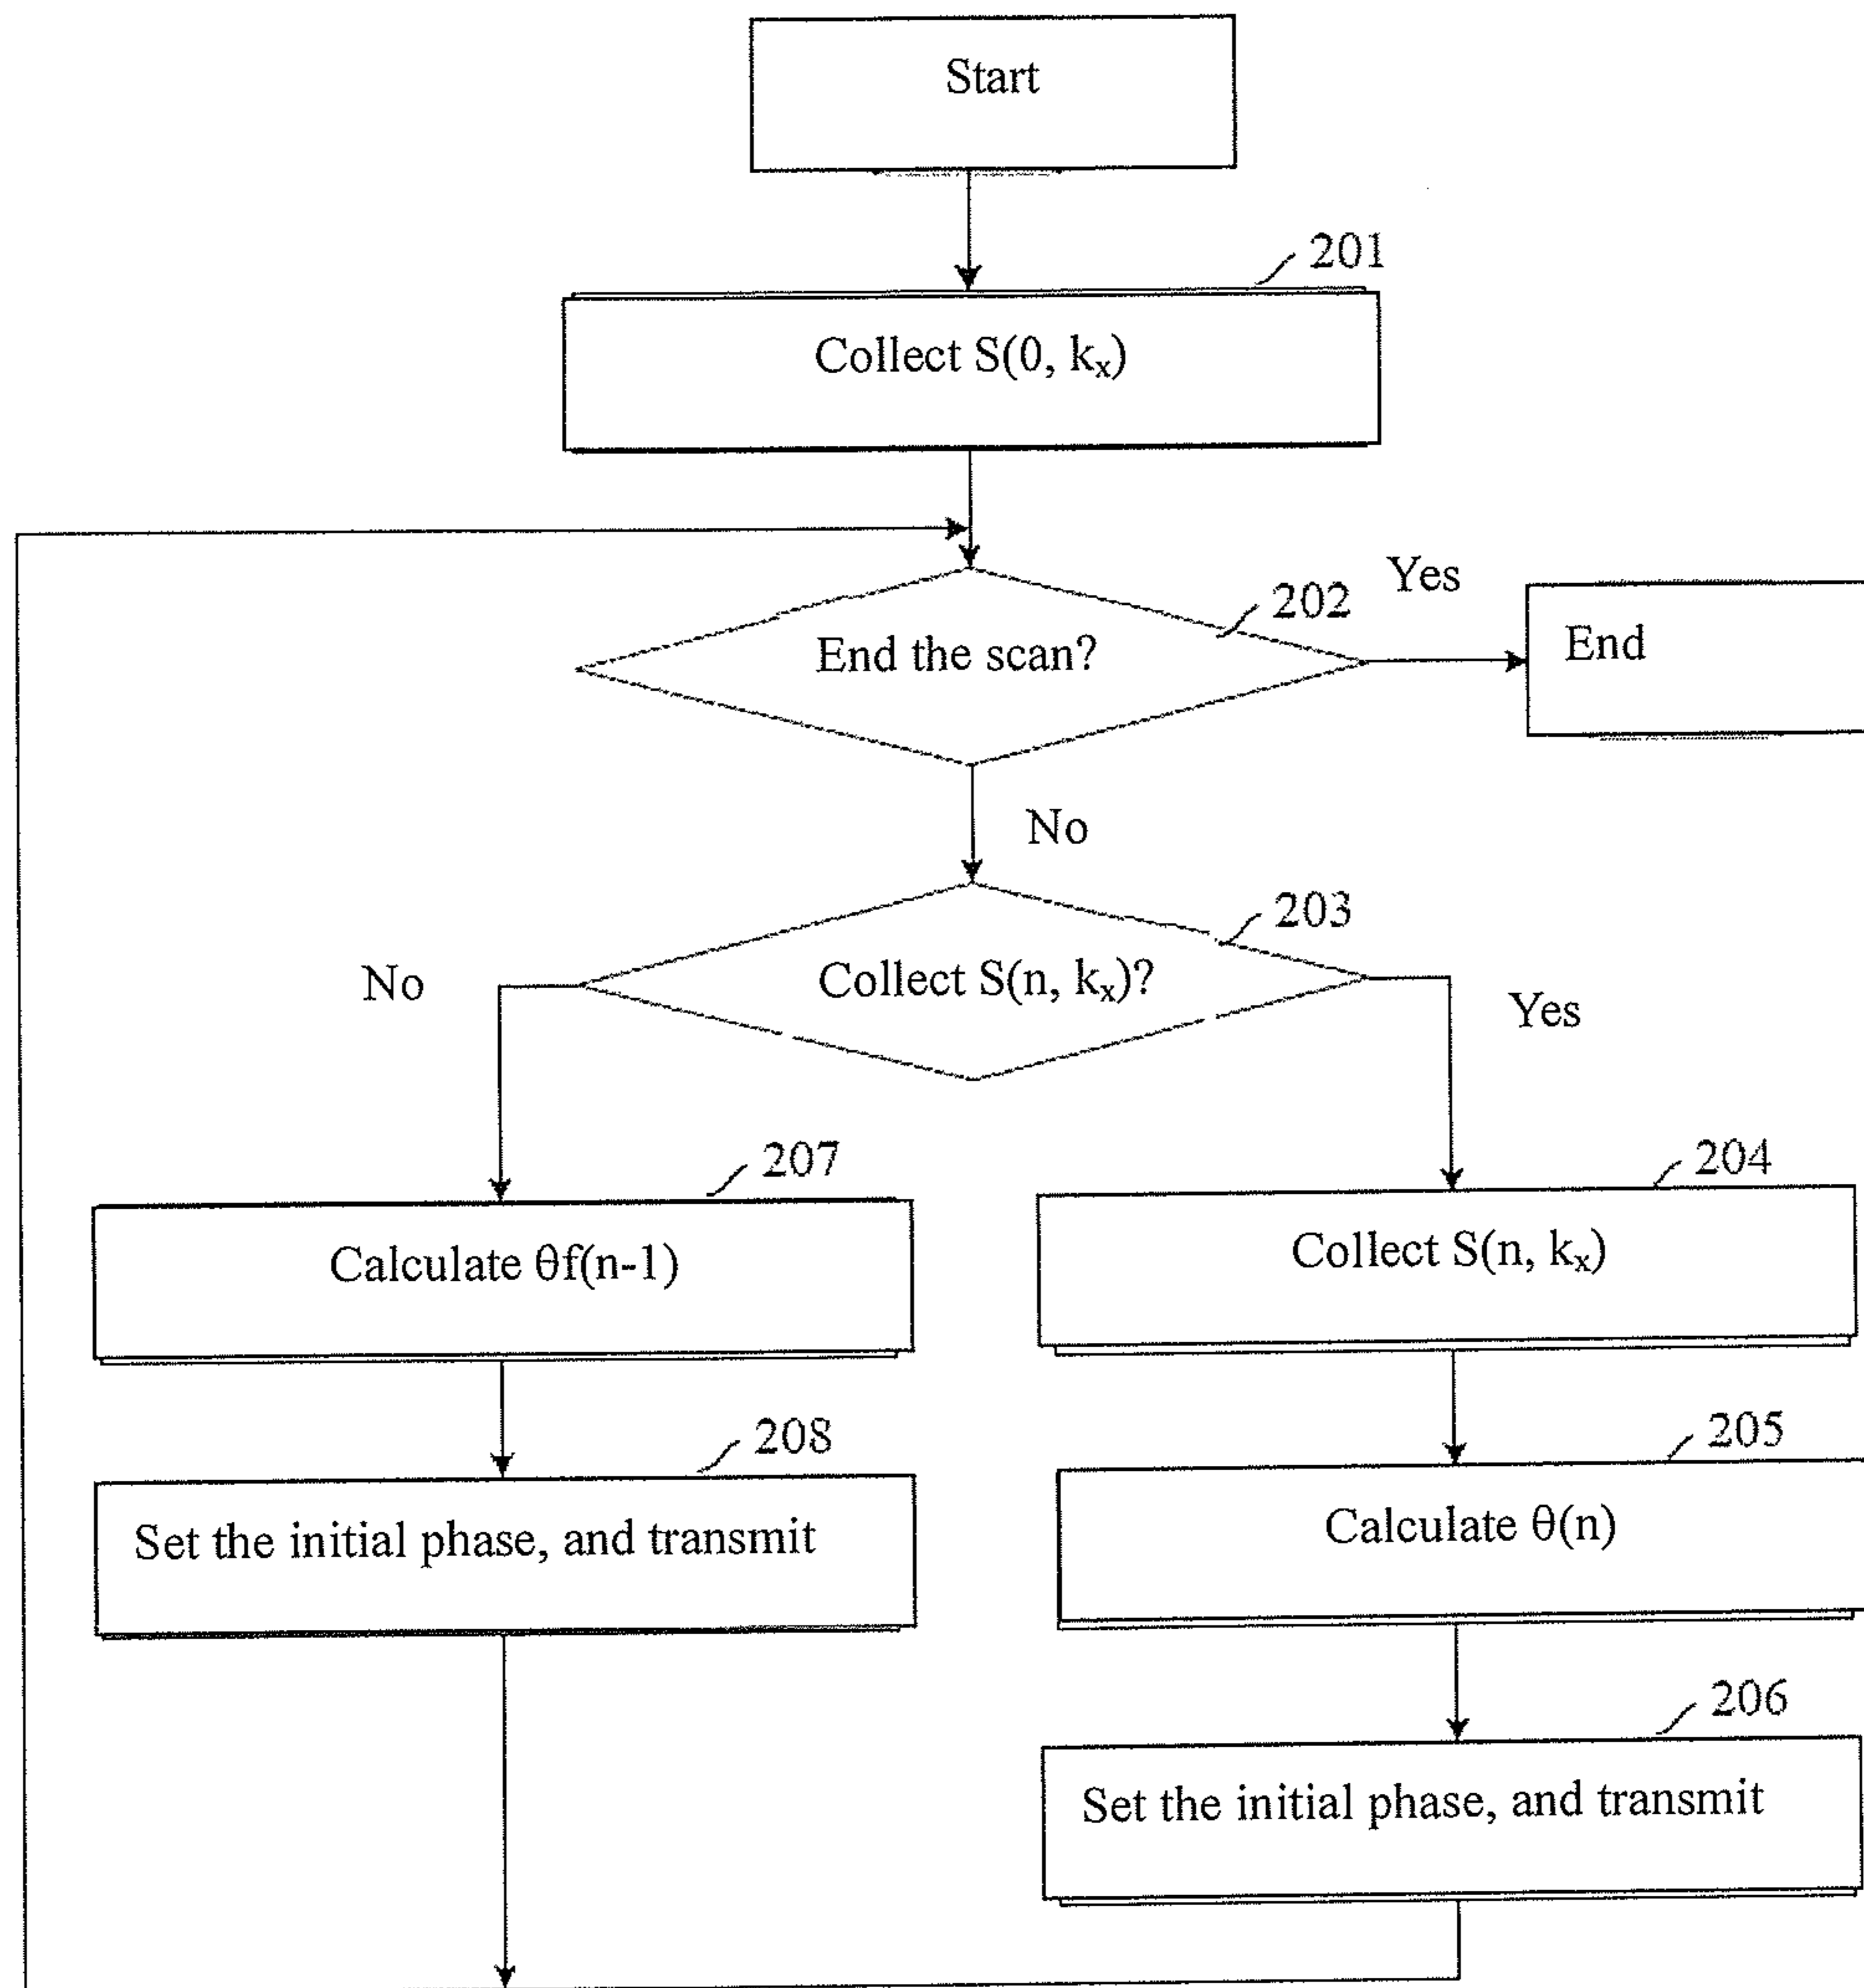 Start
201
Collect S(0, kₓ)
Yes
202
End the scan?
End
No
203
Collect S(n, kₓ)?
No
Yes
207
204
Calculate θf(n-1)
Collect S(n, kₓ)
208
205
Set the initial phase, and transmit
Calculate θ(n)
206
Set the initial phase, and transmit